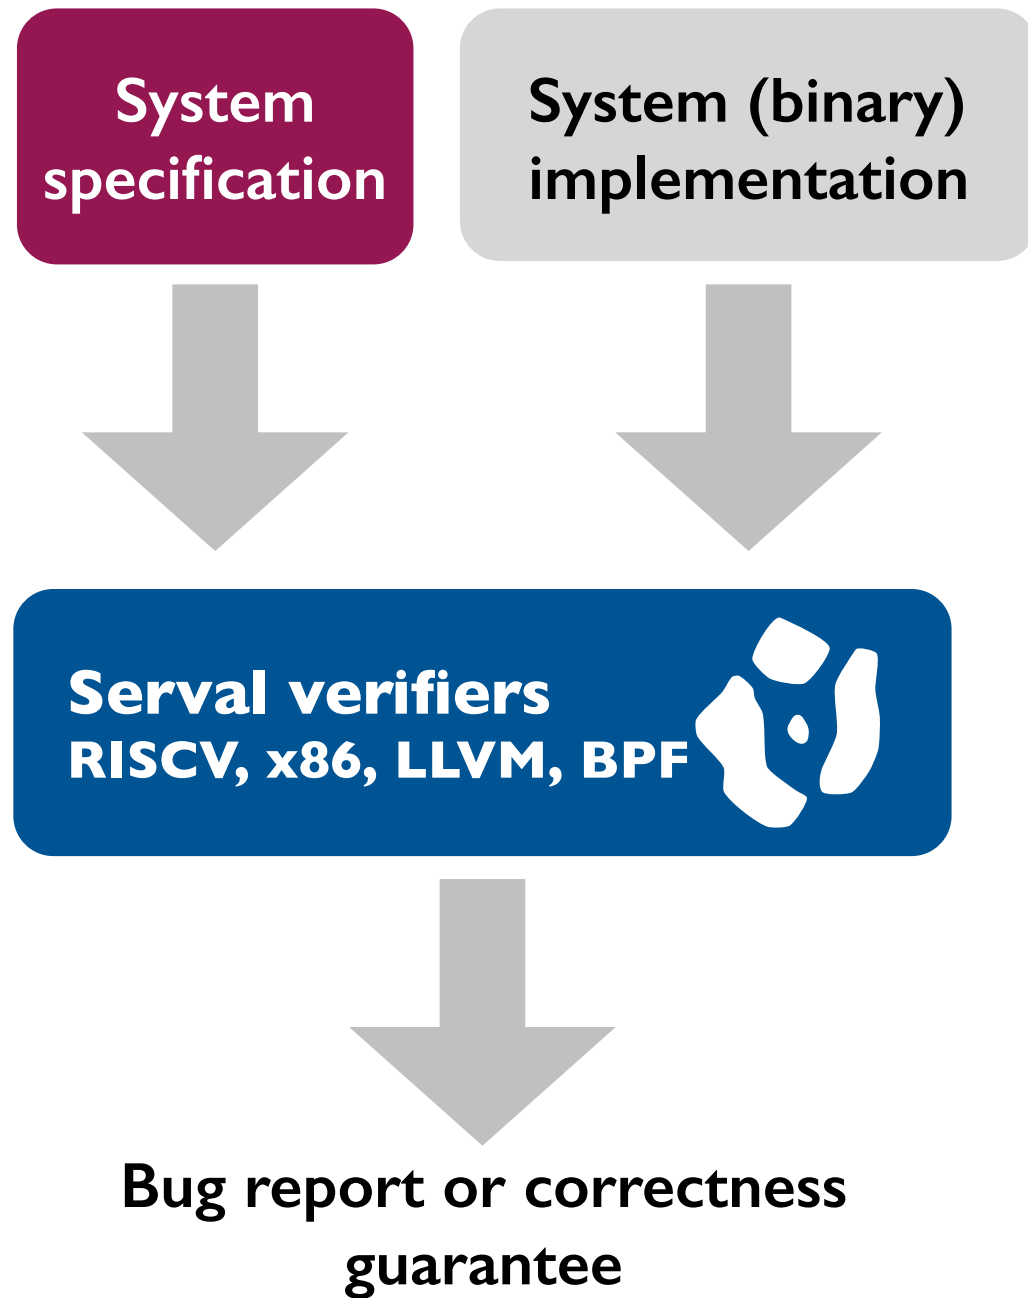 System
specification
System (binary)
implementation
Serval verifiers
RISCV, x86, LLVM, BPF
Bug report or correctness
guarantee